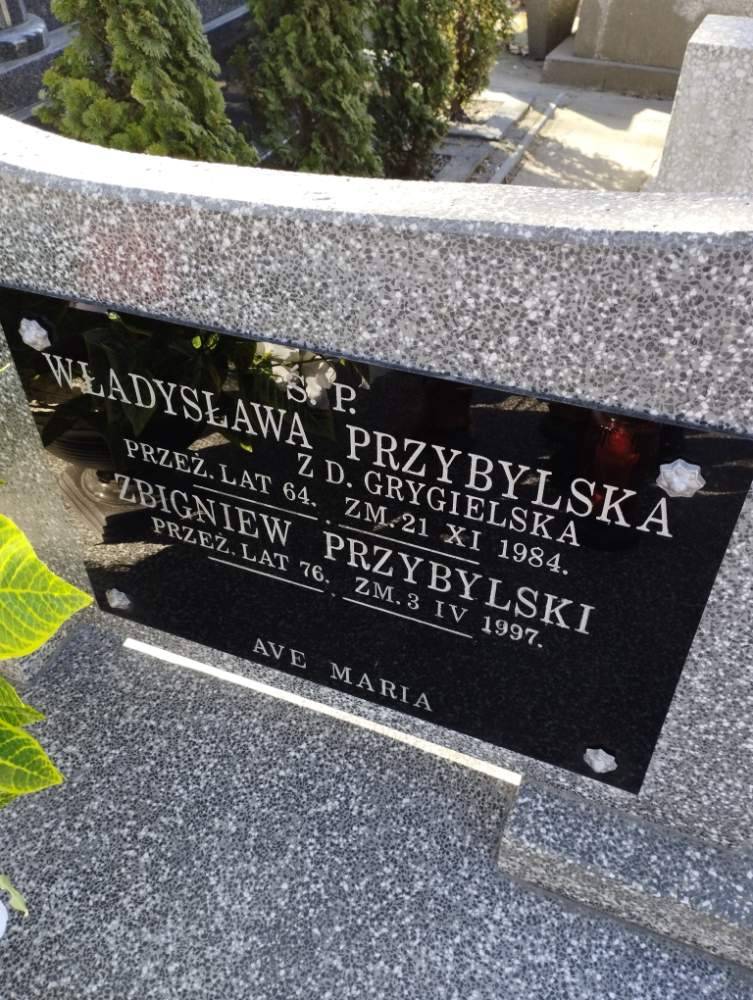 Ś. P.
WŁADYSŁAWA PRZYBYLSKA
Z D. GRYGIELSKA
PRZEŻ. LAT 64. ZM. 21 XI 1984.
ZBIGNIEW PRZYBYLSKI
PRZEŻ. LAT 76. ZM. 3 IV 1997.
AVE MARIA